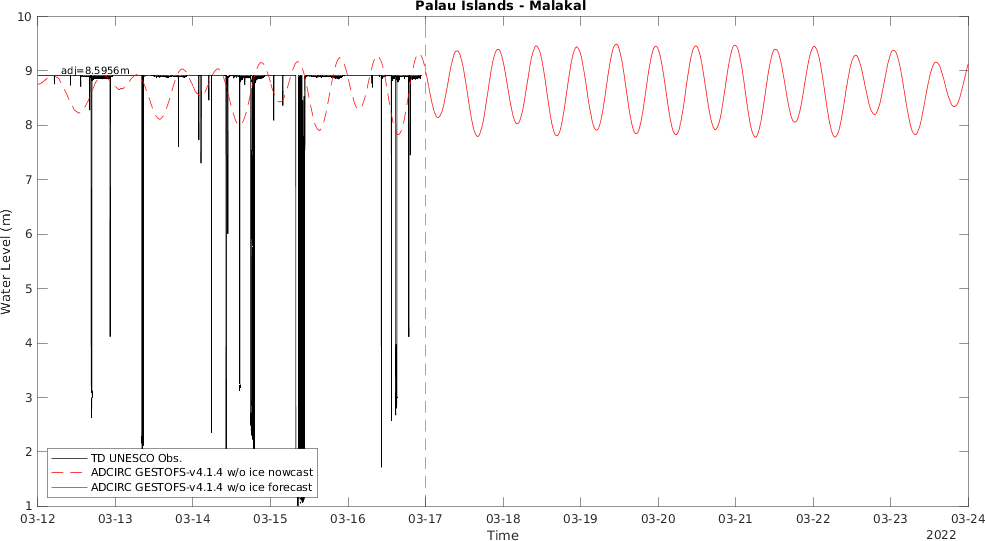 Palau Islands - Malakal
Water Level (m)
10
9
8
7
6
5
4
3
2
1
adj=8.5956m
TD UNESCO Obs.
ADCIRC GESTOFS-v4.1.4 w/o ice nowcast
ADCIRC GESTOFS-v4.1.4 w/o ice forecast
03-12 03-13 03-14 03-15 03-16 03-17 03-18 03-19 03-20 03-21 03-22 03-23 03-24
Time
2022